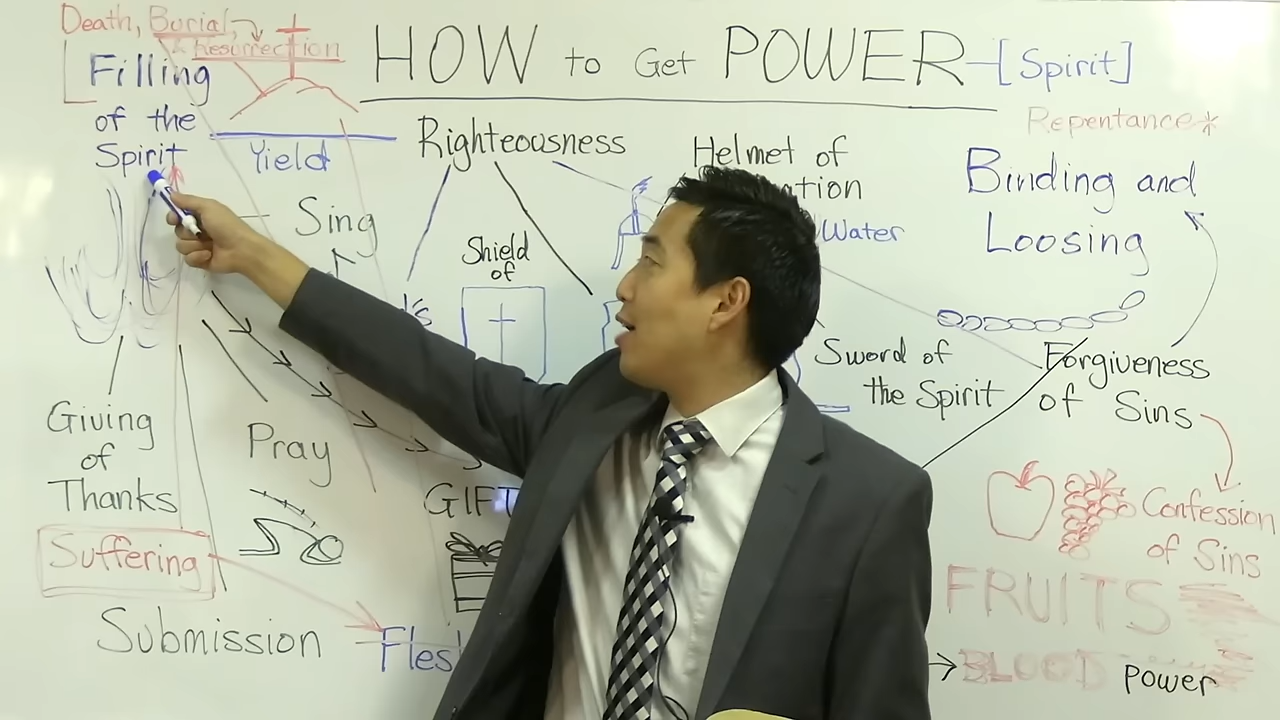 Death, Burial,
& Resurrection
HOW to Get POWER - [Spirit]
Filling
of the
Spirit
Yield
Sing
Righteousness
Helmet of
Water
Repentance*
Binding and
Loosing
Shield
of
Sword of
the Spirit
Forgiveness
of Sins
Confession
of Sins
Giving
of
Thanks
Pray
GIFT
Suffering
Submission
FRUITS
BLOOD Power